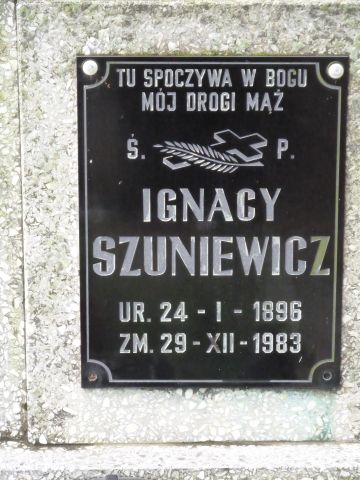 TU SPOCZYWA W BOGU
MÓJ DROGI MĄŻ
Ś. P.
IGNACY
SZUNIEWICZ
UR. 24 - I - 1896
ZM. 29 - XII - 1983